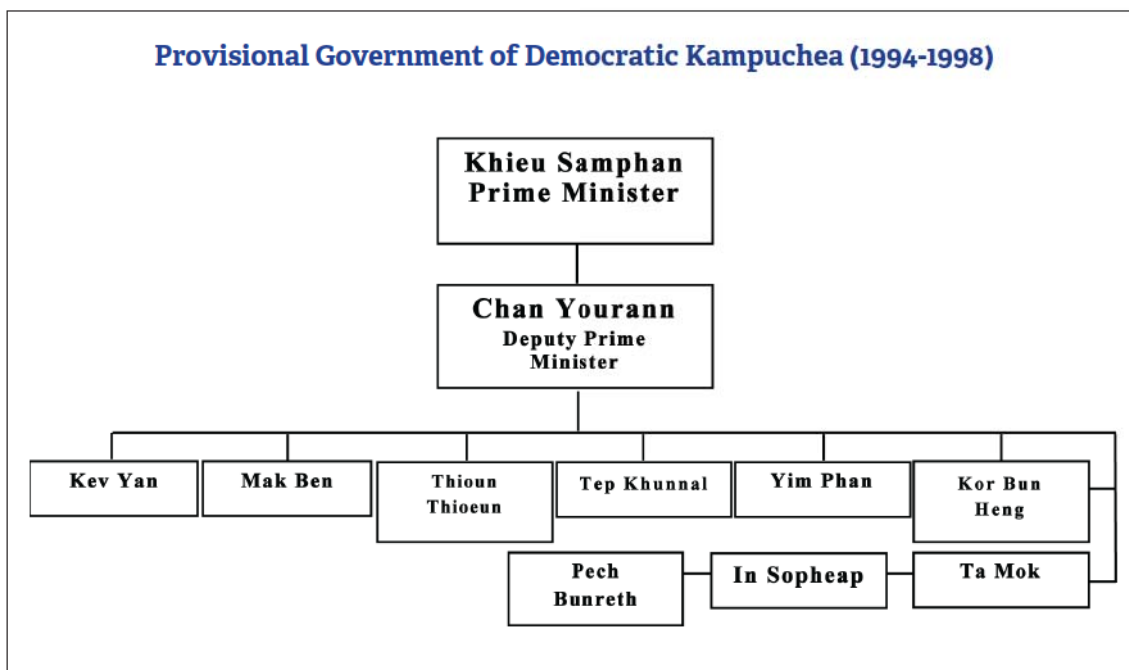 Provisional Government of Democratic Kampuchea (1994-1998)
Khieu Samphan
Prime Minister
Chan Yourann
Deputy Prime
Minister
Kev Yan
Mak Ben
Thioun
Thioeun
Tep Khunnal
Yim Phan
Kor Bun
Heng
Pech
Bunreth
In Sopheap
Ta Mok